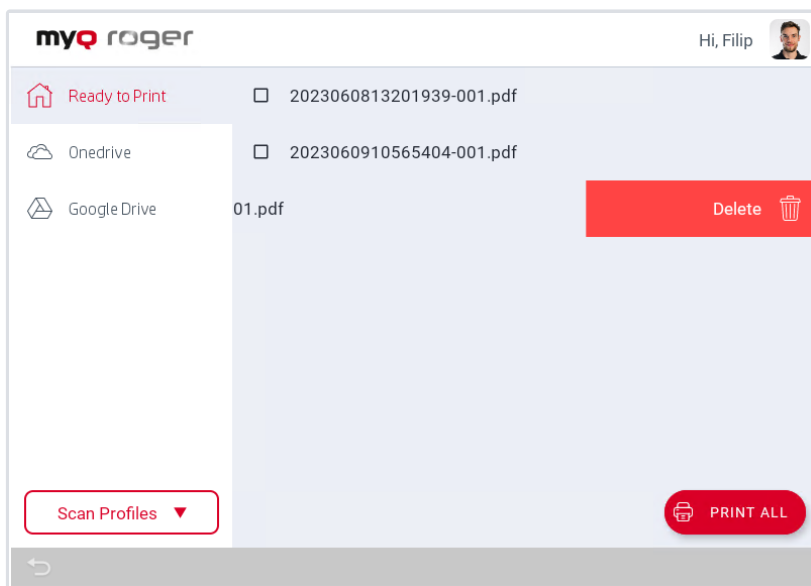 myQ roger
Hi, Filip
Ready to Print
2023060813201939-001.pdf
Onedrive
2023060910565404-001.pdf
Google Drive
01.pdf
Delete
Scan Profiles
PRINT ALL